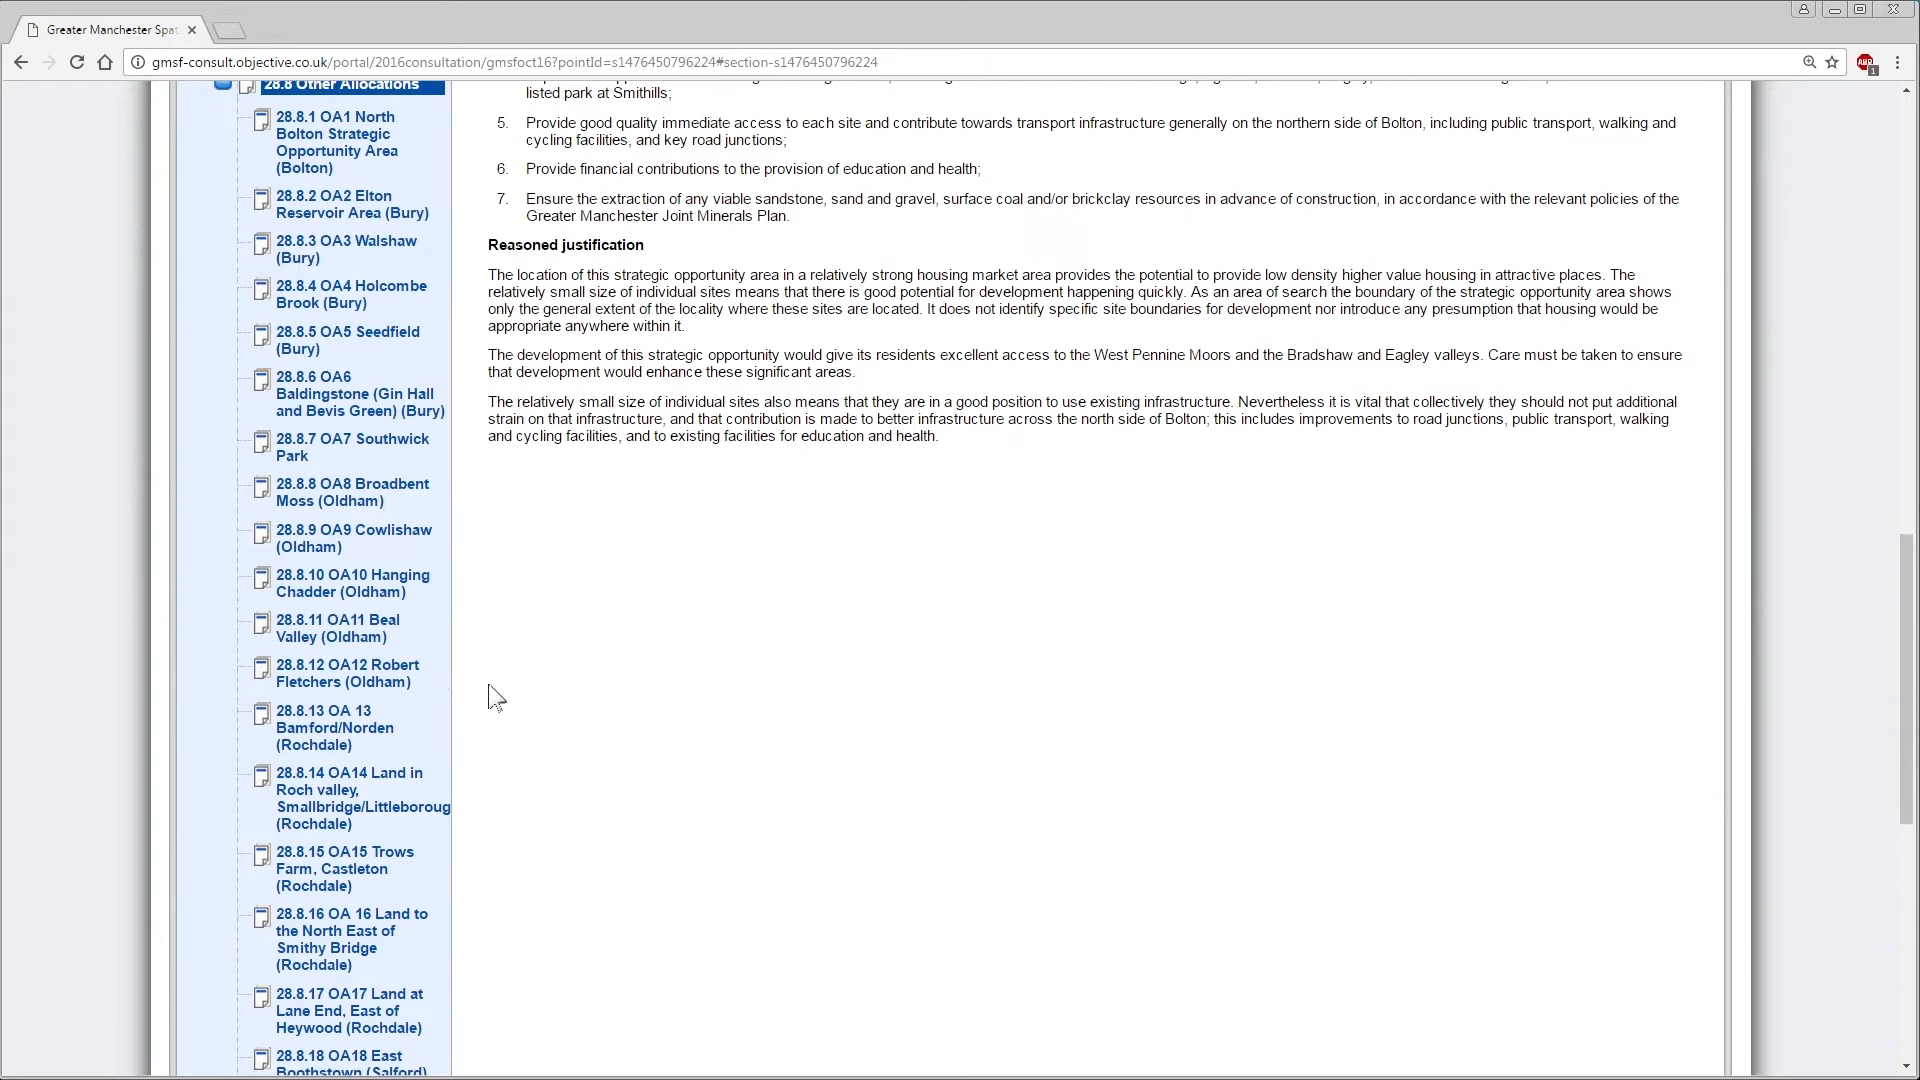 Greater Manchester Spat
gmsf-consult.objective.co.uk/portal/2016consultation/gmsfoct16?pointId=s1476450796224#section-s1476450796224
ABP
1
28.8 Other Allocations
28.8.1 OA1 North
Bolton Strategic
Opportunity Area
(Bolton)
28.8.2 OA2 Elton
Reservoir Area (Bury)
28.8.3 OA3 Walshaw
(Bury)
28.8.4 OA4 Holcombe
Brook (Bury)
28.8.5 OA5 Seedfield
(Bury)
28.8.6 OA6
Baldingstone (Gin Hall
and Bevis Green) (Bury)
28.8.7 OA7 Southwick
Park
28.8.8 OA8 Broadbent
Moss (Oldham)
28.8.9 OA9 Cowlishaw
(Oldham)
28.8.10 OA10 Hanging
Chadder (Oldham)
28.8.11 OA11 Beal
Valley (Oldham)
28.8.12 OA12 Robert
Fletchers (Oldham)
28.8.13 OA 13
Bamford/Norden
(Rochdale)
28.8.14 OA14 Land in
Roch valley,
Smallbridge/Littleboroug
(Rochdale)
28.8.15 OA15 Trows
Farm, Castleton
(Rochdale)
28.8.16 OA 16 Land to
the North East of
Smithy Bridge
(Rochdale)
28.8.17 OA17 Land at
Lane End, East of
Heywood (Rochdale)
28.8.18 OA18 East
Boothstown (Salford)
listed park at Smithills;
5. Provide good quality immediate access to each site and contribute towards transport infrastructure generally on the northern side of Bolton, including public transport, walking and
cycling facilities, and key road junctions;
6. Provide financial contributions to the provision of education and health;
7. Ensure the extraction of any viable sandstone, sand and gravel, surface coal and/or brickclay resources in advance of construction, in accordance with the relevant policies of the
Greater Manchester Joint Minerals Plan.
Reasoned justification
The location of this strategic opportunity area in a relatively strong housing market area provides the potential to provide low density higher value housing in attractive places. The
relatively small size of individual sites means that there is good potential for development happening quickly. As an area of search the boundary of the strategic opportunity area shows
only the general extent of the locality where these sites are located. It does not identify specific site boundaries for development nor introduce any presumption that housing would be
appropriate anywhere within it.
The development of this strategic opportunity would give its residents excellent access to the West Pennine Moors and the Bradshaw and Eagley valleys. Care must be taken to ensure
that development would enhance these significant areas.
The relatively small size of individual sites also means that they are in a good position to use existing infrastructure. Nevertheless it is vital that collectively they should not put additional
strain on that infrastructure, and that contribution is made to better infrastructure across the north side of Bolton; this includes improvements to road junctions, public transport, walking
and cycling facilities, and to existing facilities for education and health.